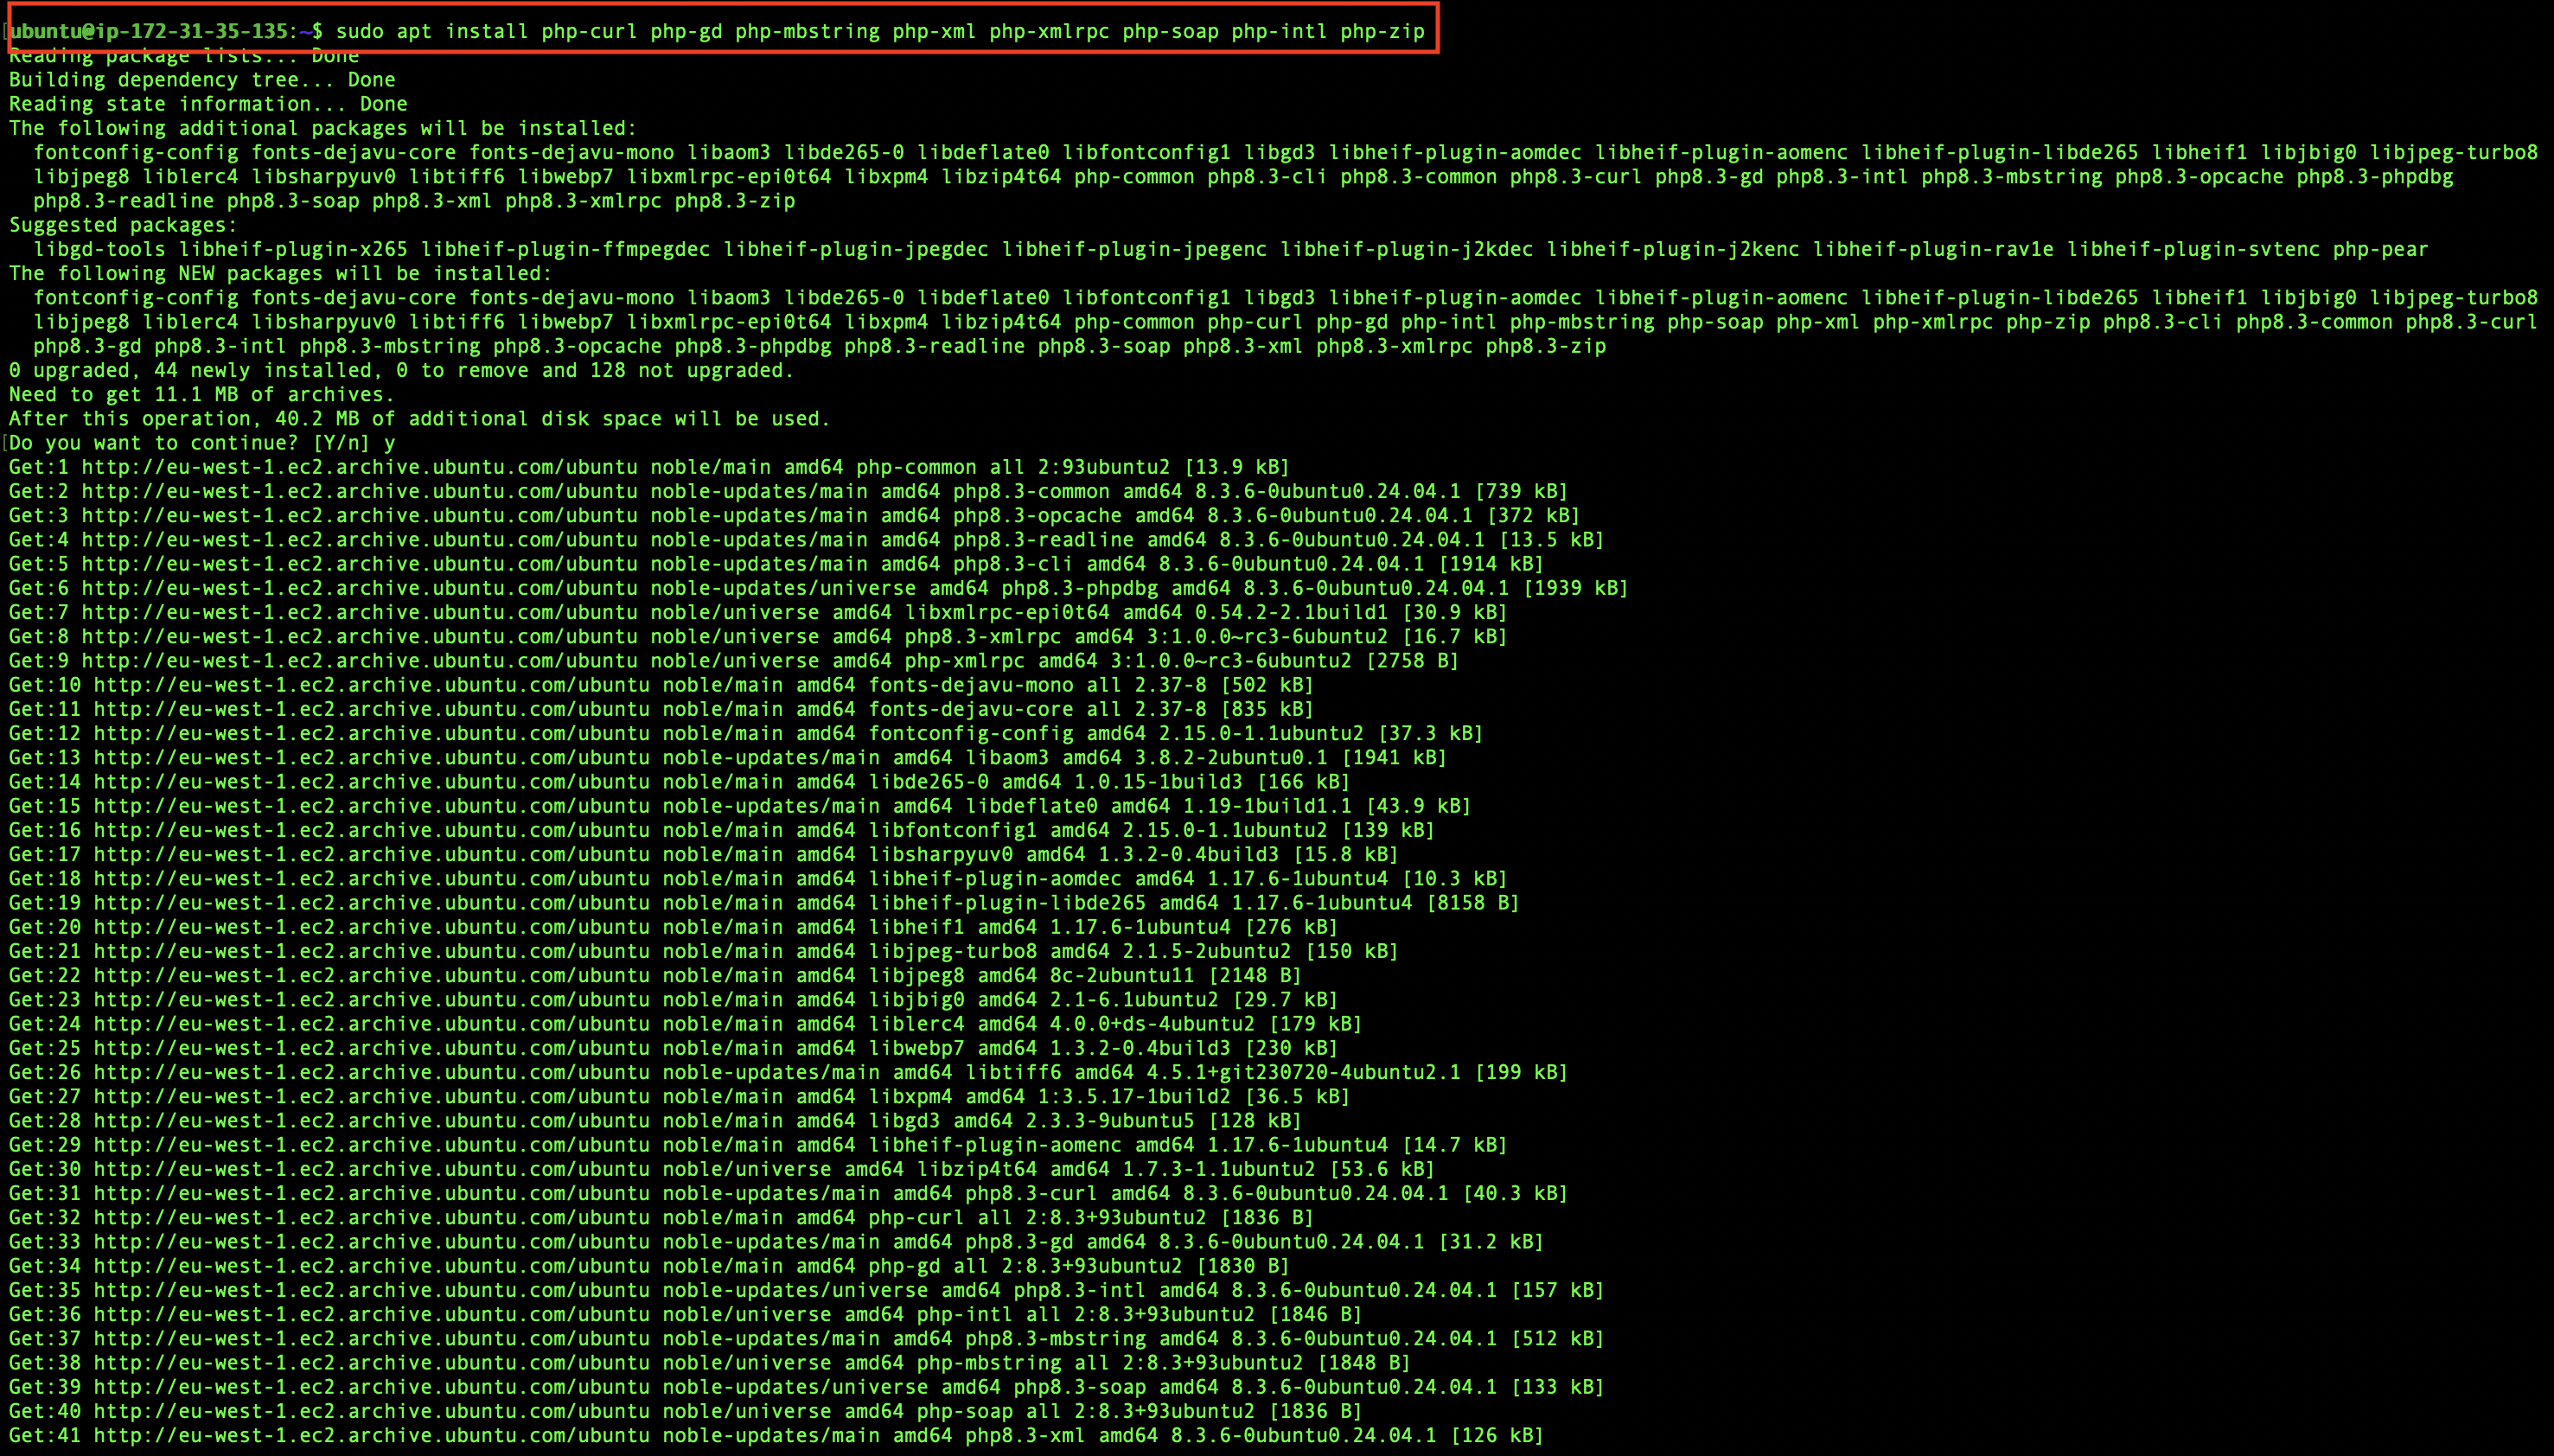 ubuntu@ip-172-31-35-135:~$ sudo apt install php-curl php-gd php-mbstring php-xml php-xmlrpc php-soap php-intl php-zip
Reading package lists... Done
Building dependency tree... Done
Reading state information... Done
The following additional packages will be installed:
  fontconfig-config fonts-dejavu-core fonts-dejavu-mono libaom3 libde265-0 libdeflate0 libfontconfig1 libgd3 libheif-plugin-aomdec libheif-plugin-aomenc libheif-plugin-libde265 libheif1 libjbig0 libjpeg-turbo8
  libjpeg8 liblerc4 libsharpyuv0 libtiff6 libwebp7 libxmlrpc-epi0t64 libxpm4 libzip4t64 php-common php8.3-cli php8.3-common php8.3-curl php8.3-gd php8.3-intl php8.3-mbstring php8.3-opcache php8.3-phpdbg
  php8.3-readline php8.3-soap php8.3-xml php8.3-xmlrpc php8.3-zip
Suggested packages:
  libgd-tools libheif-plugin-x265 libheif-plugin-ffmpegdec libheif-plugin-jpegdec libheif-plugin-jpegenc libheif-plugin-j2kdec libheif-plugin-j2kenc libheif-plugin-rav1e libheif-plugin-svtenc php-pear
The following NEW packages will be installed:
  fontconfig-config fonts-dejavu-core fonts-dejavu-mono libaom3 libde265-0 libdeflate0 libfontconfig1 libgd3 libheif-plugin-aomdec libheif-plugin-aomenc libheif-plugin-libde265 libheif1 libjbig0 libjpeg-turbo8
  libjpeg8 liblerc4 libsharpyuv0 libtiff6 libwebp7 libxmlrpc-epi0t64 libxpm4 libzip4t64 php-common php-curl php-gd php-intl php-mbstring php-soap php-xml php-xmlrpc php-zip php8.3-cli php8.3-common php8.3-curl
  php8.3-gd php8.3-intl php8.3-mbstring php8.3-opcache php8.3-phpdbg php8.3-readline php8.3-soap php8.3-xml php8.3-xmlrpc php8.3-zip
0 upgraded, 44 newly installed, 0 to remove and 128 not upgraded.
Need to get 11.1 MB of archives.
After this operation, 40.2 MB of additional disk space will be used.
Do you want to continue? [Y/n] y
Get:1 http://eu-west-1.ec2.archive.ubuntu.com/ubuntu noble/main amd64 php-common all 2:93ubuntu2 [13.9 kB]
Get:2 http://eu-west-1.ec2.archive.ubuntu.com/ubuntu noble-updates/main amd64 php8.3-common amd64 8.3.6-0ubuntu0.24.04.1 [739 kB]
Get:3 http://eu-west-1.ec2.archive.ubuntu.com/ubuntu noble-updates/main amd64 php8.3-opcache amd64 8.3.6-0ubuntu0.24.04.1 [372 kB]
Get:4 http://eu-west-1.ec2.archive.ubuntu.com/ubuntu noble-updates/main amd64 php8.3-readline amd64 8.3.6-0ubuntu0.24.04.1 [13.5 kB]
Get:5 http://eu-west-1.ec2.archive.ubuntu.com/ubuntu noble-updates/main amd64 php8.3-cli amd64 8.3.6-0ubuntu0.24.04.1 [1914 kB]
Get:6 http://eu-west-1.ec2.archive.ubuntu.com/ubuntu noble-updates/universe amd64 php8.3-phpdbg amd64 8.3.6-0ubuntu0.24.04.1 [1939 kB]
Get:7 http://eu-west-1.ec2.archive.ubuntu.com/ubuntu noble/universe amd64 libxmlrpc-epi0t64 amd64 0.54.2-2.1build1 [30.9 kB]
Get:8 http://eu-west-1.ec2.archive.ubuntu.com/ubuntu noble/universe amd64 php8.3-xmlrpc amd64 3:1.0.0~rc3-6ubuntu2 [16.7 kB]
Get:9 http://eu-west-1.ec2.archive.ubuntu.com/ubuntu noble/universe amd64 php-xmlrpc amd64 3:1.0.0~rc3-6ubuntu2 [2758 B]
Get:10 http://eu-west-1.ec2.archive.ubuntu.com/ubuntu noble/main amd64 fonts-dejavu-mono all 2.37-8 [502 kB]
Get:11 http://eu-west-1.ec2.archive.ubuntu.com/ubuntu noble/main amd64 fonts-dejavu-core all 2.37-8 [835 kB]
Get:12 http://eu-west-1.ec2.archive.ubuntu.com/ubuntu noble/main amd64 fontconfig-config amd64 2.15.0-1.1ubuntu2 [37.3 kB]
Get:13 http://eu-west-1.ec2.archive.ubuntu.com/ubuntu noble-updates/main amd64 libaom3 amd64 3.8.2-2ubuntu0.1 [1941 kB]
Get:14 http://eu-west-1.ec2.archive.ubuntu.com/ubuntu noble/main amd64 libde265-0 amd64 1.0.15-1build3 [166 kB]
Get:15 http://eu-west-1.ec2.archive.ubuntu.com/ubuntu noble-updates/main amd64 libdeflate0 amd64 1.19-1build1.1 [43.9 kB]
Get:16 http://eu-west-1.ec2.archive.ubuntu.com/ubuntu noble/main amd64 libfontconfig1 amd64 2.15.0-1.1ubuntu2 [139 kB]
Get:17 http://eu-west-1.ec2.archive.ubuntu.com/ubuntu noble/main amd64 libsharpyuv0 amd64 1.3.2-0.4build3 [15.8 kB]
Get:18 http://eu-west-1.ec2.archive.ubuntu.com/ubuntu noble/main amd64 libheif-plugin-aomdec amd64 1.17.6-1ubuntu4 [10.3 kB]
Get:19 http://eu-west-1.ec2.archive.ubuntu.com/ubuntu noble/main amd64 libheif-plugin-libde265 amd64 1.17.6-1ubuntu4 [8158 B]
Get:20 http://eu-west-1.ec2.archive.ubuntu.com/ubuntu noble/main amd64 libheif1 amd64 1.17.6-1ubuntu4 [276 kB]
Get:21 http://eu-west-1.ec2.archive.ubuntu.com/ubuntu noble/main amd64 libjpeg-turbo8 amd64 2.1.5-2ubuntu2 [150 kB]
Get:22 http://eu-west-1.ec2.archive.ubuntu.com/ubuntu noble/main amd64 libjpeg8 amd64 8c-2ubuntu11 [2148 B]
Get:23 http://eu-west-1.ec2.archive.ubuntu.com/ubuntu noble/main amd64 libjbig0 amd64 2.1-6.1ubuntu2 [29.7 kB]
Get:24 http://eu-west-1.ec2.archive.ubuntu.com/ubuntu noble/main amd64 liblerc4 amd64 4.0.0+ds-4ubuntu2 [179 kB]
Get:25 http://eu-west-1.ec2.archive.ubuntu.com/ubuntu noble/main amd64 libwebp7 amd64 1.3.2-0.4build3 [230 kB]
Get:26 http://eu-west-1.ec2.archive.ubuntu.com/ubuntu noble-updates/main amd64 libtiff6 amd64 4.5.1+git230720-4ubuntu2.1 [199 kB]
Get:27 http://eu-west-1.ec2.archive.ubuntu.com/ubuntu noble/main amd64 libxpm4 amd64 1:3.5.17-1build2 [36.5 kB]
Get:28 http://eu-west-1.ec2.archive.ubuntu.com/ubuntu noble/main amd64 libgd3 amd64 2.3.3-9ubuntu5 [128 kB]
Get:29 http://eu-west-1.ec2.archive.ubuntu.com/ubuntu noble/main amd64 libheif-plugin-aomenc amd64 1.17.6-1ubuntu4 [14.7 kB]
Get:30 http://eu-west-1.ec2.archive.ubuntu.com/ubuntu noble/universe amd64 libzip4t64 amd64 1.7.3-1.1ubuntu2 [53.6 kB]
Get:31 http://eu-west-1.ec2.archive.ubuntu.com/ubuntu noble-updates/main amd64 php8.3-curl amd64 8.3.6-0ubuntu0.24.04.1 [40.3 kB]
Get:32 http://eu-west-1.ec2.archive.ubuntu.com/ubuntu noble/main amd64 php-curl all 2:8.3+93ubuntu2 [1836 B]
Get:33 http://eu-west-1.ec2.archive.ubuntu.com/ubuntu noble-updates/main amd64 php8.3-gd amd64 8.3.6-0ubuntu0.24.04.1 [31.2 kB]
Get:34 http://eu-west-1.ec2.archive.ubuntu.com/ubuntu noble/main amd64 php-gd all 2:8.3+93ubuntu2 [1830 B]
Get:35 http://eu-west-1.ec2.archive.ubuntu.com/ubuntu noble-updates/universe amd64 php8.3-intl amd64 8.3.6-0ubuntu0.24.04.1 [157 kB]
Get:36 http://eu-west-1.ec2.archive.ubuntu.com/ubuntu noble/universe amd64 php-intl all 2:8.3+93ubuntu2 [1846 B]
Get:37 http://eu-west-1.ec2.archive.ubuntu.com/ubuntu noble-updates/main amd64 php8.3-mbstring amd64 8.3.6-0ubuntu0.24.04.1 [512 kB]
Get:38 http://eu-west-1.ec2.archive.ubuntu.com/ubuntu noble/universe amd64 php-mbstring all 2:8.3+93ubuntu2 [1848 B]
Get:39 http://eu-west-1.ec2.archive.ubuntu.com/ubuntu noble-updates/universe amd64 php8.3-soap amd64 8.3.6-0ubuntu0.24.04.1 [133 kB]
Get:40 http://eu-west-1.ec2.archive.ubuntu.com/ubuntu noble/universe amd64 php-soap all 2:8.3+93ubuntu2 [1836 B]
Get:41 http://eu-west-1.ec2.archive.ubuntu.com/ubuntu noble-updates/main amd64 php8.3-xml amd64 8.3.6-0ubuntu0.24.04.1 [126 kB]